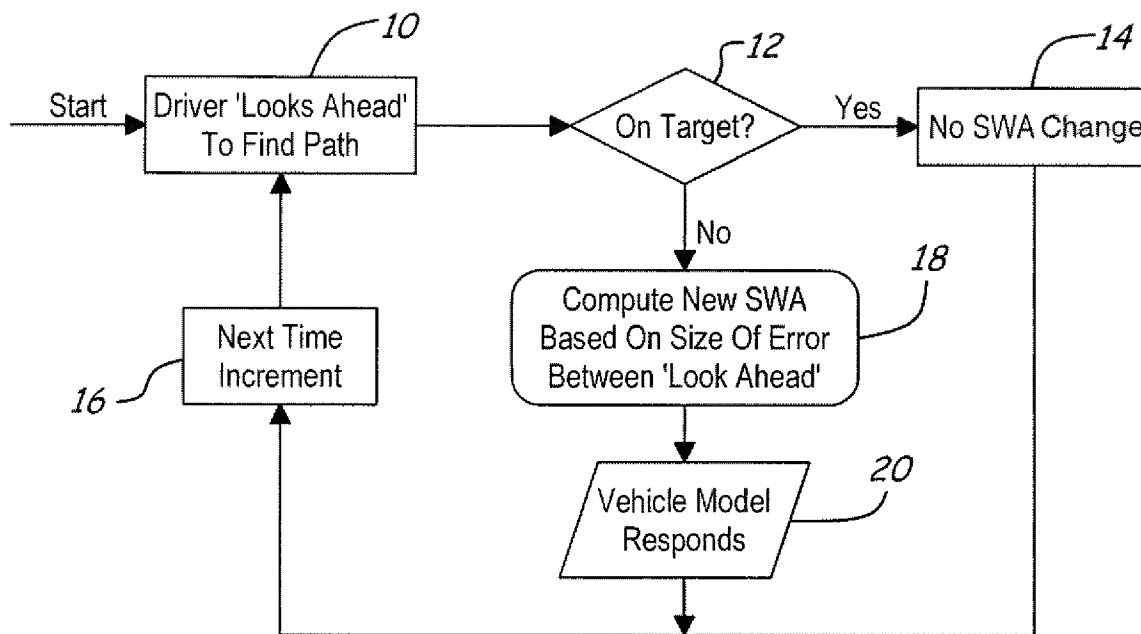 10
12
14
Start
Driver 'Looks Ahead'
To Find Path
On Target?
Yes
No SWA Change
No
18
Compute New SWA
Based On Size Of Error
Between 'Look Ahead'
Next Time
Increment
16
20
Vehicle Model
Responds